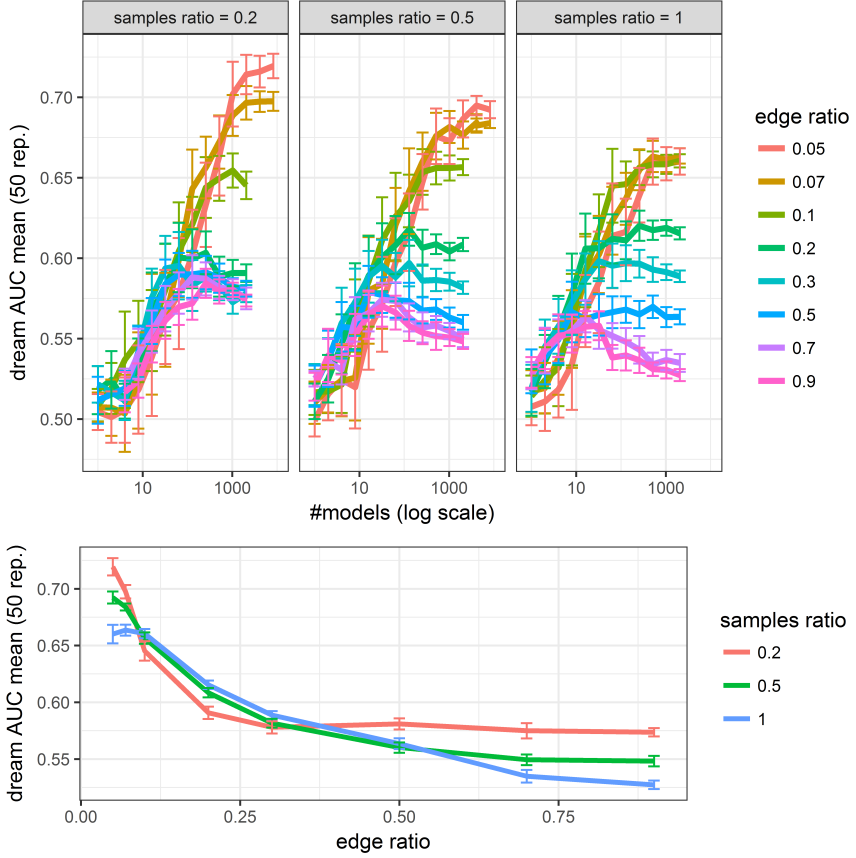 samples ratio = 0.2 samples ratio = 0.5 samples ratio = 1
dream AUC mean (50 rep.)
0.70
0.65
0.60
0.55
0.50
10 1000 10 1000 10 1000
#models (log scale)
edge ratio
0.05
0.07
0.1
0.2
0.3
0.5
0.7
0.9
dream AUC mean (50 rep.)
0.70
0.65
0.60
0.55
0.00 0.25 0.50 0.75
edge ratio
samples ratio
0.2
0.5
1